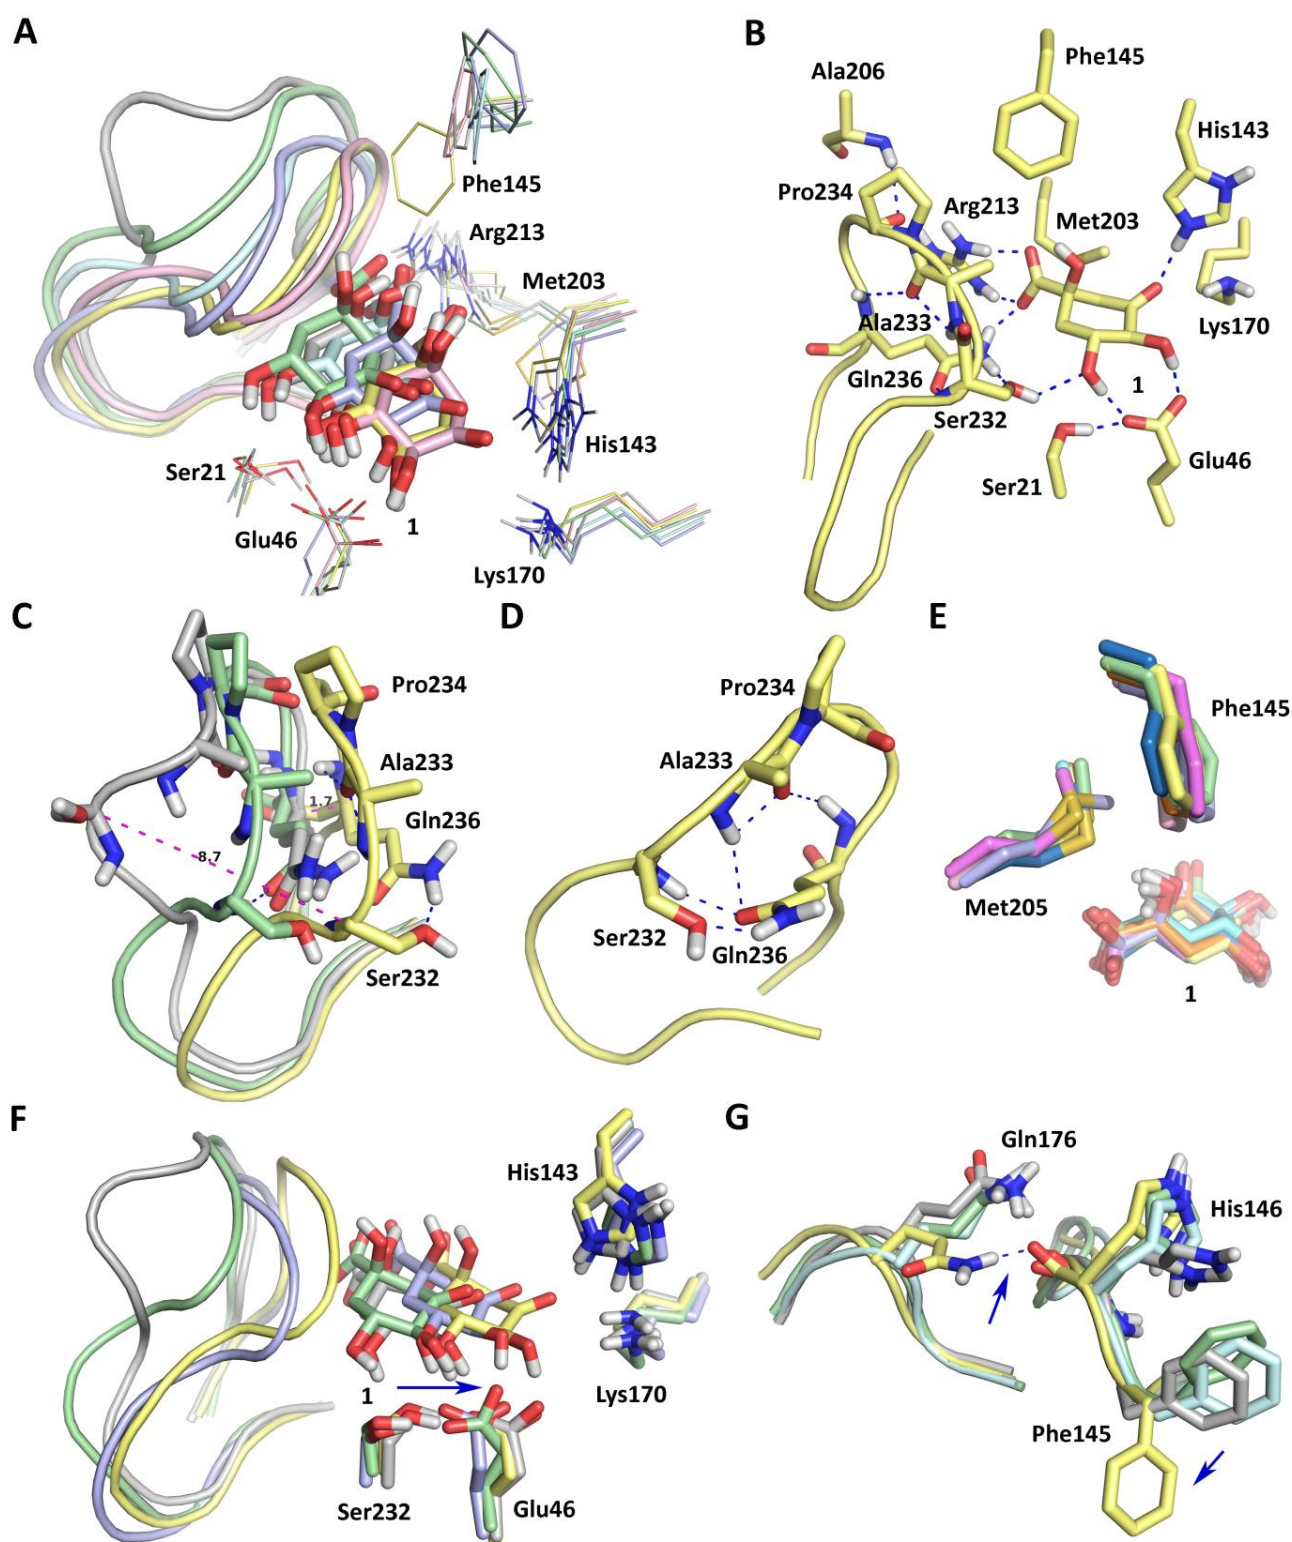 A
Phe145
Arg213
Met203
Ser21
His143
Glu46
1
Lys170
B
Phe145
Ala206
His143
Pro234
Arg213
Met203
Lys170
Ala233
Gln236
1
Ser232
Ser21
Glu46
C
Pro234
Ala233
1.7
Gln236
8.7
Ser232
D
Pro234
Ala233
Ser232
Gln236
E
Phe145
Met205
1
F
His143
1
Lys170
Ser232
Glu46
G
Gln176
His146
Phe145